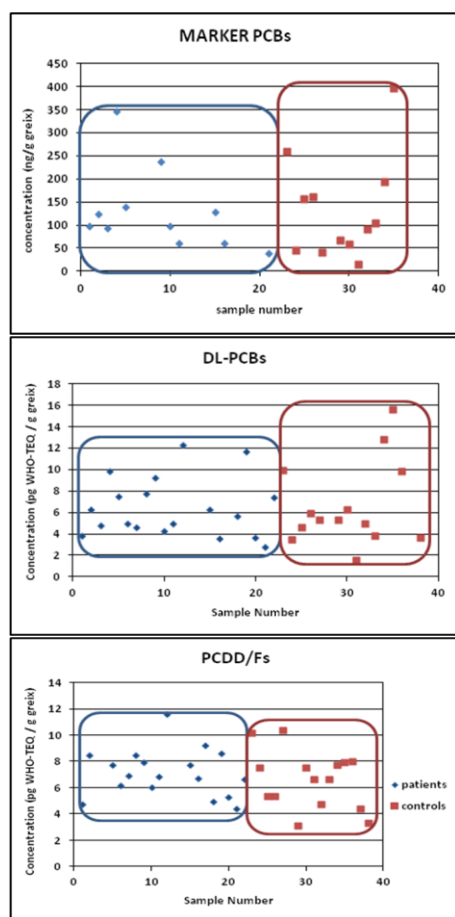 MARKER PCBs
concentration (ng/g greix)
450
400
350
300
250
200
150
100
50
0
0 10 20 30 40
sample number
DL-PCBs
Concentration (pg WHO-TEQ / g greix)
18
16
14
12
10
8
6
4
2
0
0 10 20 30 40
Sample Number
PCDD/Fs
Concentration (pg WHO-TEQ / g greix)
14
12
10
8
6
4
2
0
0 10 20 30 40
Sample Number
patients
controls